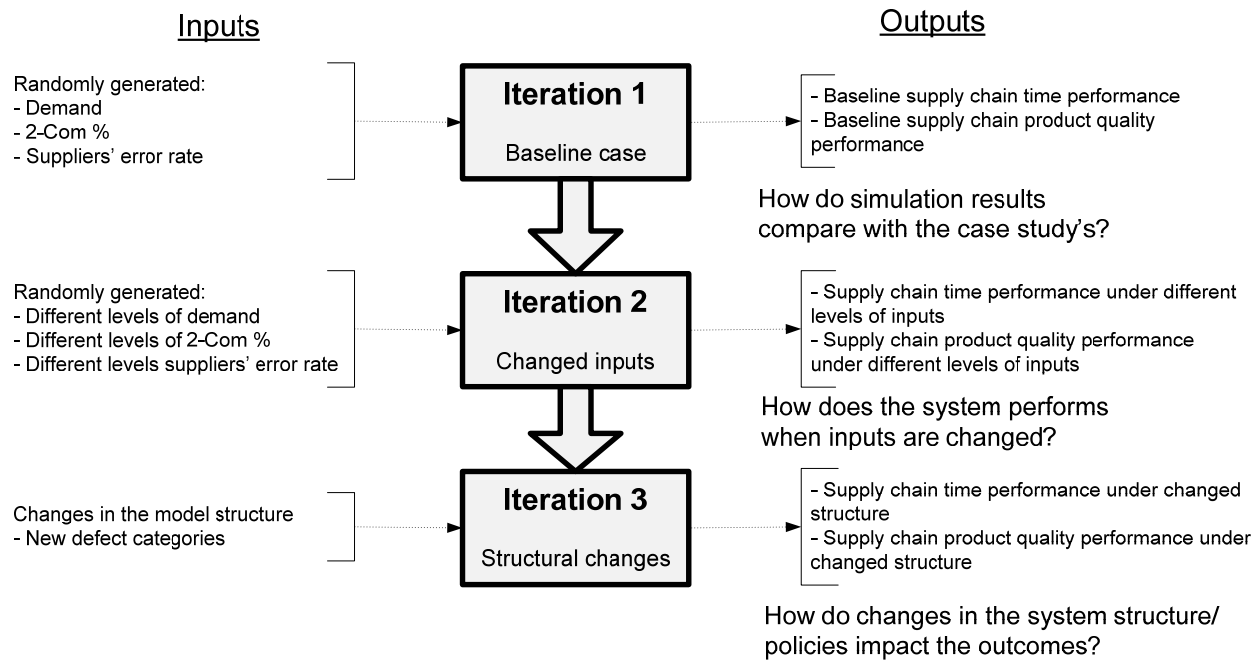 Inputs
Outputs
Randomly generated:
- Demand
- 2-Com %
- Suppliers' error rate
Iteration 1
Baseline case
- Baseline supply chain time performance
- Baseline supply chain product quality
performance
How do simulation results
compare with the case study's?
Randomly generated:
- Different levels of demand
- Different levels of 2-Com %
- Different levels suppliers' error rate
Iteration 2
Changed inputs
- Supply chain time performance under different
levels of inputs
- Supply chain product quality performance
under different levels of inputs
How does the system performs
when inputs are changed?
Changes in the model structure
- New defect categories
Iteration 3
Structural changes
- Supply chain time performance under changed
structure
- Supply chain product quality performance under
changed structure
How do changes in the system structure/
policies impact the outcomes?